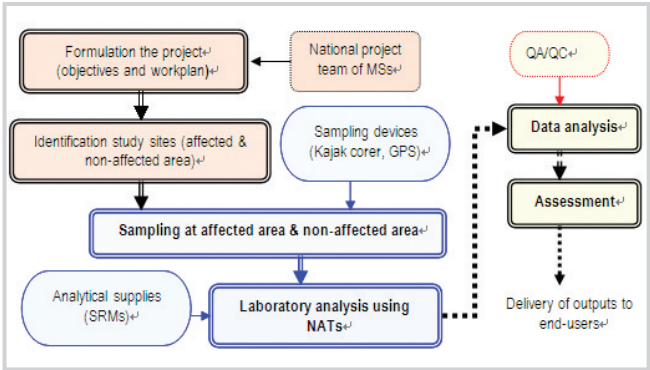 Formulation the project↵
(objectives and workplan)↵
National project
team of MSs↵
QA/QC↵
Identification study sites (affected &
non-affected area)↵
Sampling devices
(Kajak corer, GPS)↵
Data analysis↵
Assessment↵
Sampling at affected area & non-affected area↵
Analytical supplies
(SRMs)↵
Laboratory analysis using
NATs↵
Delivery of outputs to
end-users↵